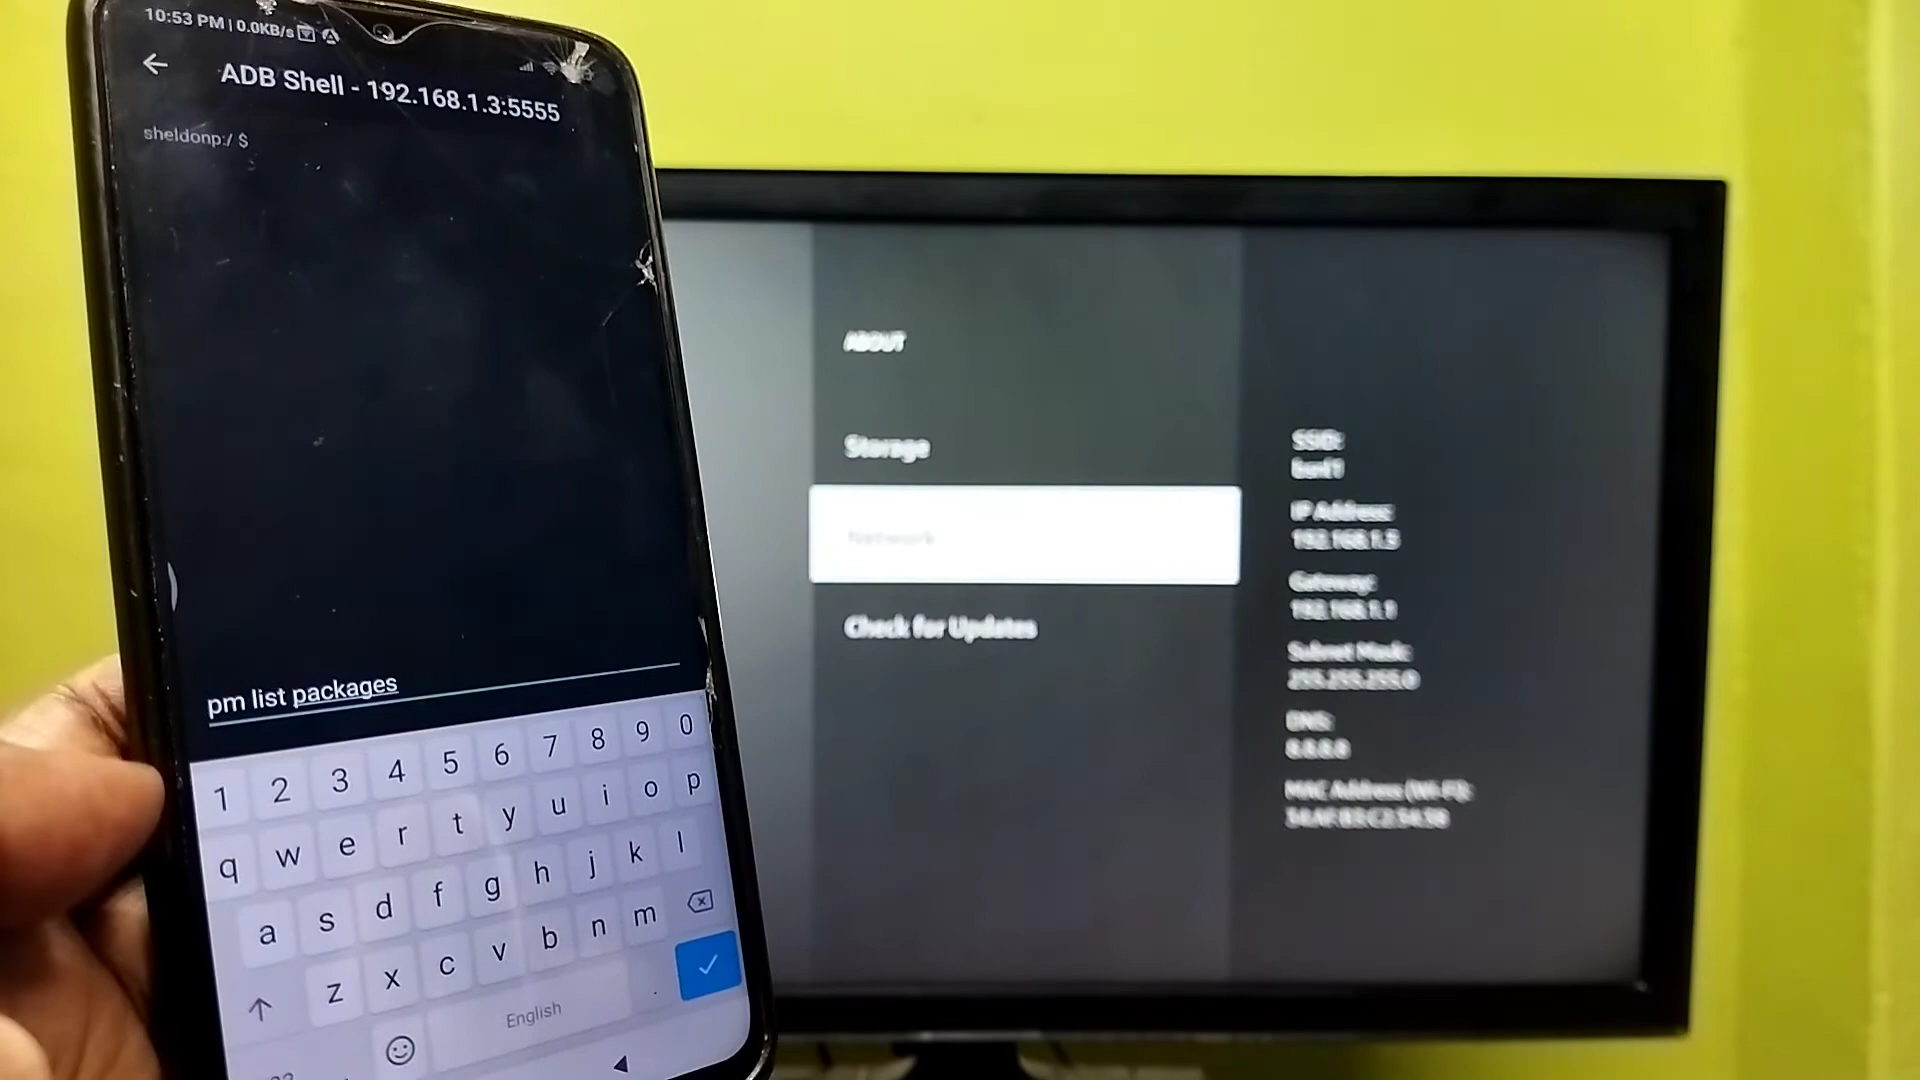 10:53 PM | 0.0KB/s
ADB Shell - 192.168.1.3:5555
sheldonp:/ $
pm list packages
1 2 3 4 5 6 7 8 9 0
q w e r t y u i o p
a s d f g h j k l
z x c v b n m
English .
ABOUT
Storage
Network
Check for Updates
SSID:
IP Address:
192.168.1.3
Gateway:
192.168.1.1
Subnet Mask:
255.255.255.0
DNS:
8.8.8.8
MAC Address (Wi-Fi):